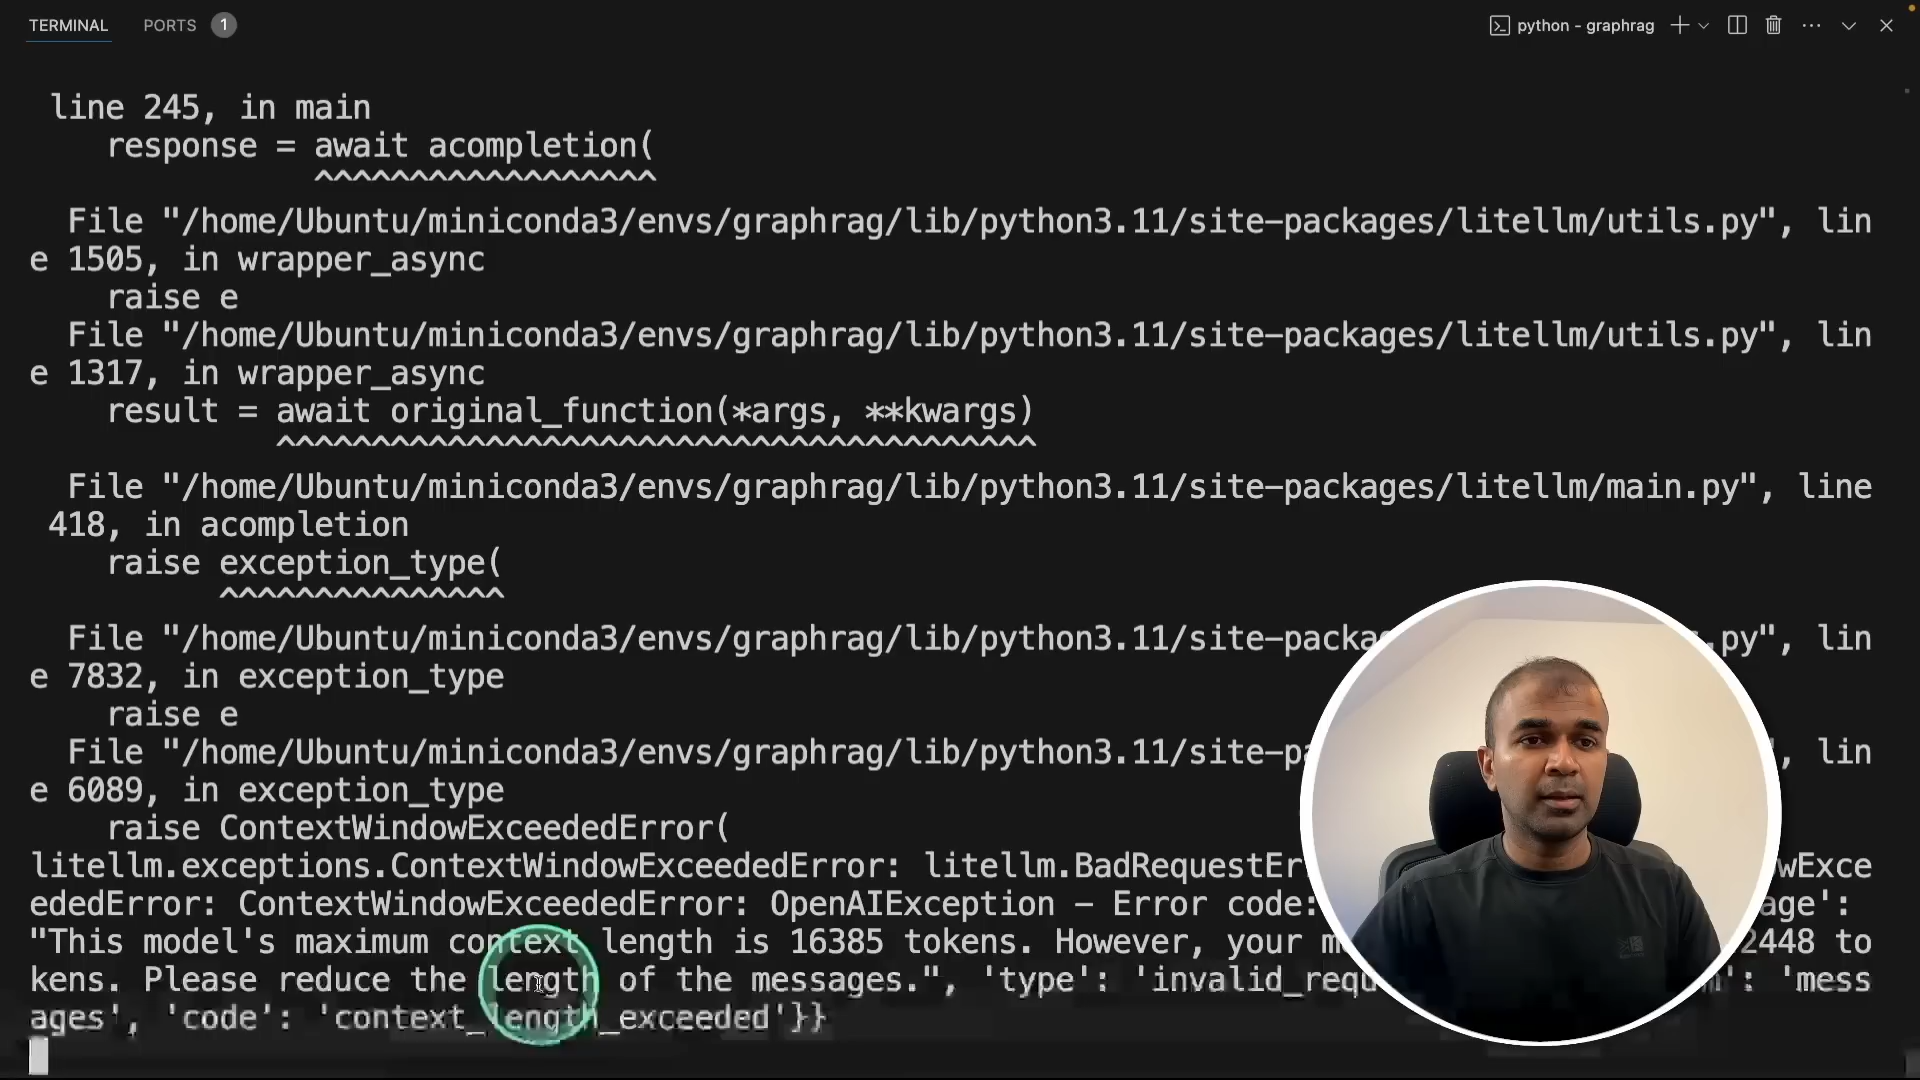 TERMINAL PORTS 1 python - graphrag
line 245, in main
response = await acompletion(
^^^^^^^^^^^^^^^^^^
File "/home/Ubuntu/miniconda3/envs/graphrag/lib/python3.11/site-packages/litellm/utils.py", lin
e 1505, in wrapper_async
raise e
File "/home/Ubuntu/miniconda3/envs/graphrag/lib/python3.11/site-packages/litellm/utils.py", lin
e 1317, in wrapper_async
result = await original_function(*args, **kwargs)
^^^^^^^^^^^^^^^^^^^^^^^^^^^^^^^^^^^^^^^^
File "/home/Ubuntu/miniconda3/envs/graphrag/lib/python3.11/site-packages/litellm/main.py", line
418, in acompletion
raise exception_type(
^^^^^^^^^^^^^^^
File "/home/Ubuntu/miniconda3/envs/graphrag/lib/python3.11/site-packa .py", lin
e 7832, in exception_type
raise e
File "/home/Ubuntu/miniconda3/envs/graphrag/lib/python3.11/site-pa ", lin
e 6089, in exception_type
raise ContextWindowExceededError(
litellm.exceptions.ContextWindowExceededError: litellm.BadRequestEr owExce
ededError: ContextWindowExceededError: OpenAIException - Error code: age':
"This model's maximum context length is 16385 tokens. However, your m 2448 to
kens. Please reduce the length of the messages.", 'type': 'invalid_requ ': 'mess
ages', 'code': 'context_length_exceeded'}}